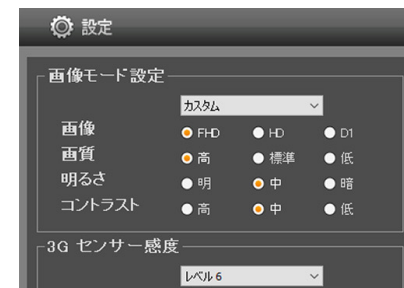 設定
画像モード設定
カスタム
画像 FHD HD D1
画質 高 標準 低
明るさ 明 中 暗
コントラスト 高 中 低
3G センサー感度
レベル 6